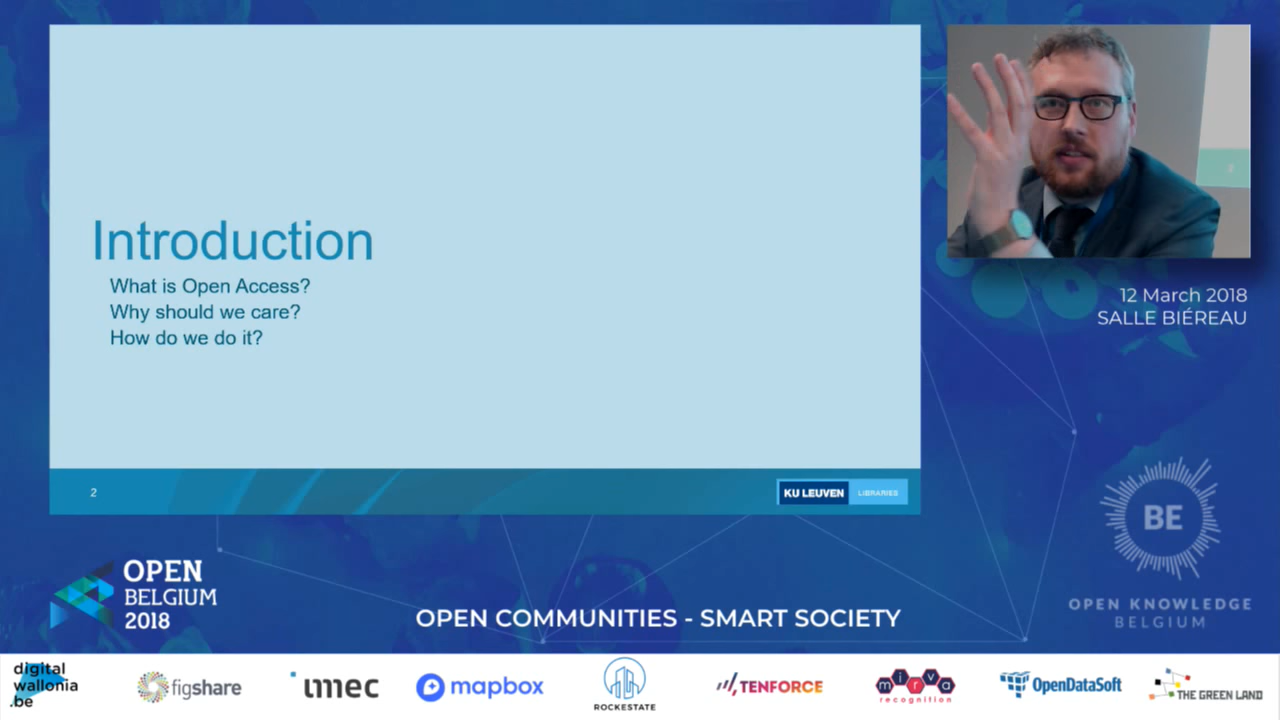 Introduction
What is Open Access?
Why should we care?
How do we do it?
2
KU LEUVEN LIBRARIES
12 March 2018
SALLE BIÉREAU
BE
OPEN KNOWLEDGE
BELGIUM
OPEN
BELGIUM
2018
OPEN COMMUNITIES - SMART SOCIETY
digital
wallonia
.be
figshare
imec
mapbox
ROCKESTATE
TENFORCE
mirva
recognition
OpenDataSoft
THE GREEN LAND